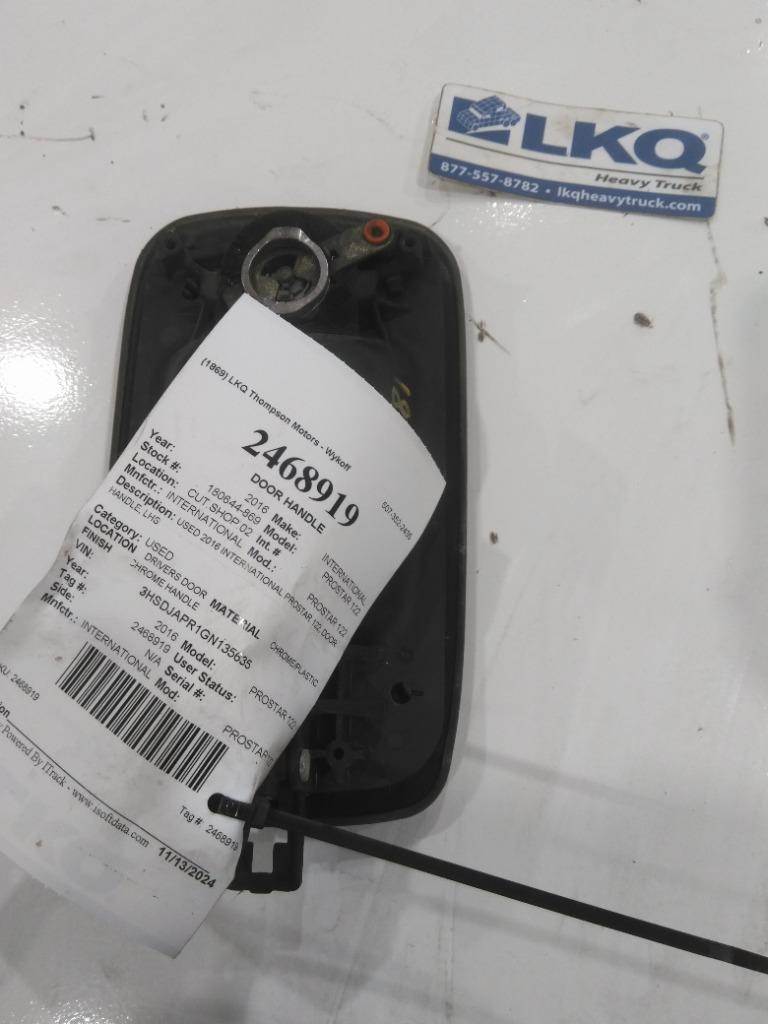 LKQ
Heavy Truck
877-557-8782 • lkqheavytruck.com
(1869) LKQ Thompson Motors - Wykoff
507-352-2435
2468919
DOOR HANDLE
Year: 2016 Make: INTERNATIONAL
Stock #: 180644-869 Model: PROSTAR 122
Location: CUT.SHOP.02 Int. #
Mnfctr.: INTERNATIONAL Mod.: PROSTAR 122
Description: USED 2016 INTERNATIONAL PROSTAR 122, DOOR
HANDLE, LHS
Category: USED
LOCATION DRIVERS DOOR MATERIAL CHROME/PLASTIC
FINISH CHROME HANDLE
VIN: 3HSDJAPR1GN135635
Year: 2016 Model: PROSTAR 122
Tag #: 2468919 User Status:
Side: N/A Serial #:
Mnfctr.: INTERNATIONAL Mod: PROSTAR 122
2468919
Tag # 2468919
Powered By ITrack - www.isoftdata.com 11/13/2024